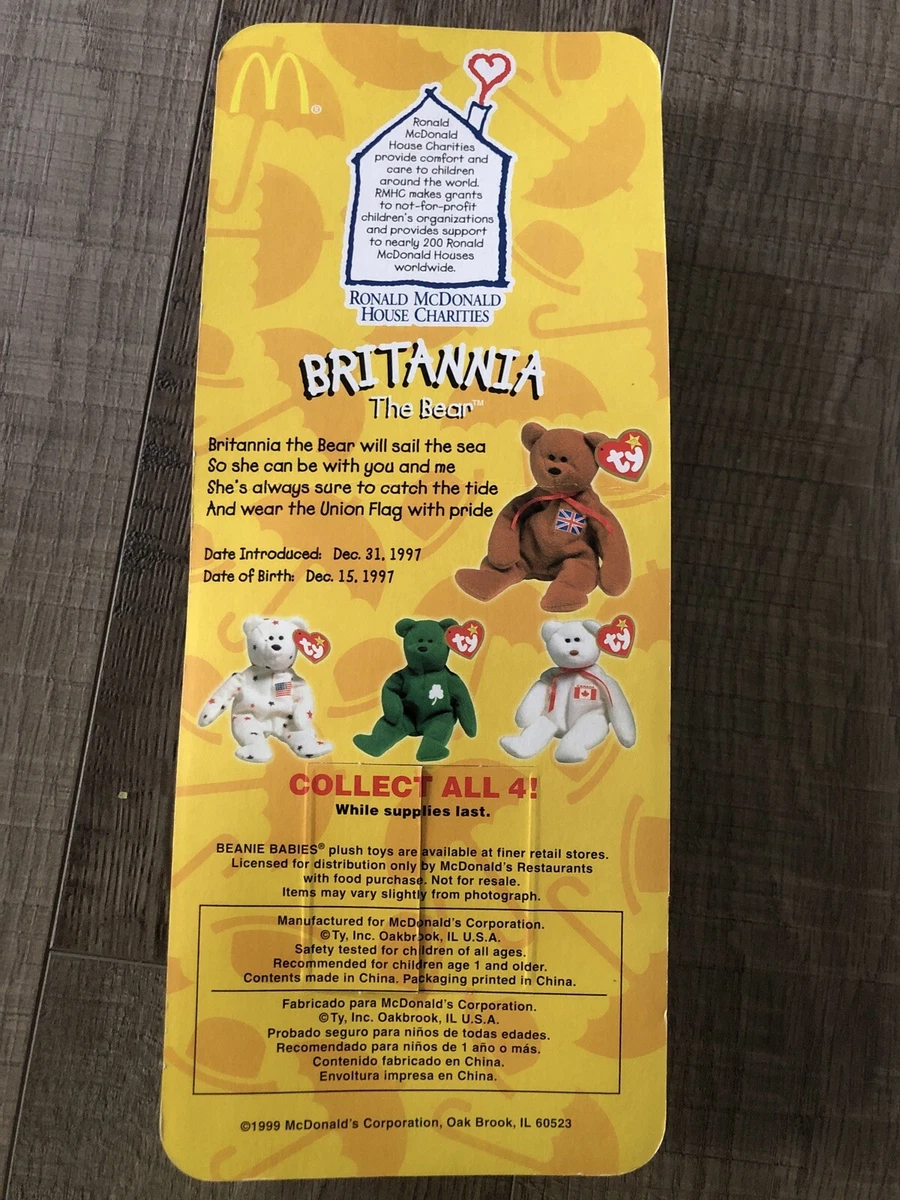 M®
Ronald
McDonald
House Charities
provide comfort and
care to children
around the world.
RMHC makes grants
to not-for-profit
children's organizations
and provides support
to nearly 200 Ronald
McDonald Houses
worldwide.
RONALD MCDONALD
HOUSE CHARITIES
BRITANNIA
The Bear™
Britannia the Bear will sail the sea
So she can be with you and me
She's always sure to catch the tide
And wear the Union Flag with pride
ty
Date Introduced: Dec. 31, 1997
Date of Birth: Dec. 15, 1997
ty
ty
ty
CANADA
COLLECT ALL 4!
While supplies last.
BEANIE BABIES® plush toys are available at finer retail stores.
Licensed for distribution only by McDonald's Restaurants
with food purchase. Not for resale.
Items may vary slightly from photograph.
Manufactured for McDonald's Corporation.
©Ty, Inc. Oakbrook, IL U.S.A.
Safety tested for children of all ages.
Recommended for children age 1 and older.
Contents made in China. Packaging printed in China.
Fabricado para McDonald's Corporation.
©Ty, Inc. Oakbrook, IL U.S.A.
Probado seguro para niños de todas edades.
Recomendado para niños de 1 año o más.
Contenido fabricado en China.
Envoltura impresa en China.
©1999 McDonald's Corporation, Oak Brook, IL 60523